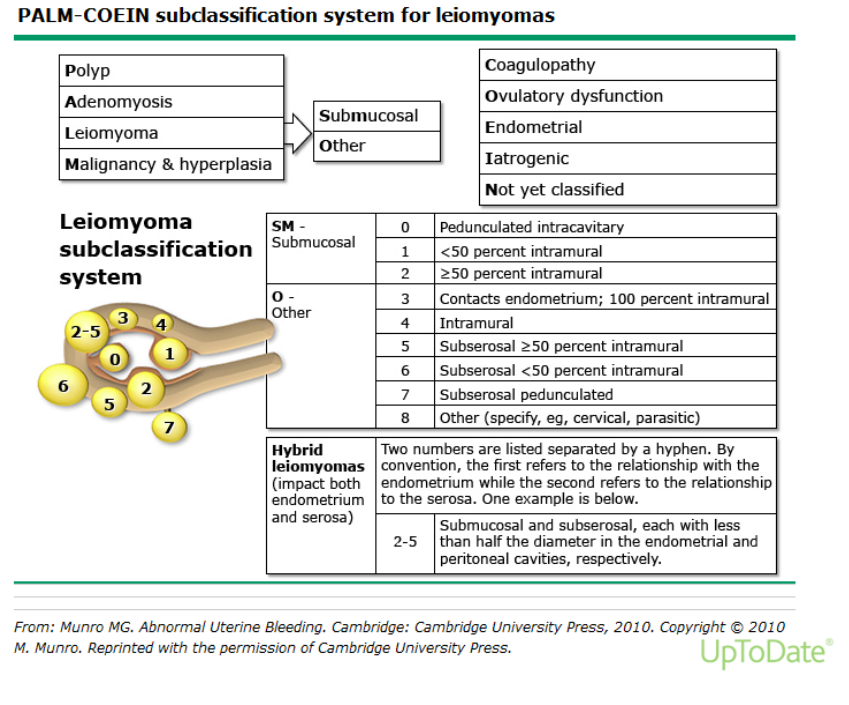 PALM-COEIN subclassification system for leiomyomas
Polyp
Adenomyosis
Leiomyoma
Malignancy & hyperplasia
Submucosal
Other
Coagulopathy
Ovulatory dysfunction
Endometrial
Iatrogenic
Not yet classified
Leiomyoma
subclassification
system
SM -
Submucosal
0 Pedunculated intracavitary
1 <50 percent intramural
2 ≥50 percent intramural
O -
Other
3 Contacts endometrium; 100 percent intramural
4 Intramural
5 Subserosal ≥50 percent intramural
6 Subserosal <50 percent intramural
7 Subserosal pedunculated
8 Other (specify, eg, cervical, parasitic)
2-5
3
4
0
1
6
5
2
7
Hybrid
leiomyomas
(impact both
endometrium
and serosa)
Two numbers are listed separated by a hyphen. By
convention, the first refers to the relationship with the
endometrium while the second refers to the relationship
to the serosa. One example is below.
2-5
Submucosal and subserosal, each with less
than half the diameter in the endometrial and
peritoneal cavities, respectively.
From: Munro MG. Abnormal Uterine Bleeding. Cambridge: Cambridge University Press, 2010. Copyright © 2010
M. Munro. Reprinted with the permission of Cambridge University Press.
UpToDate®